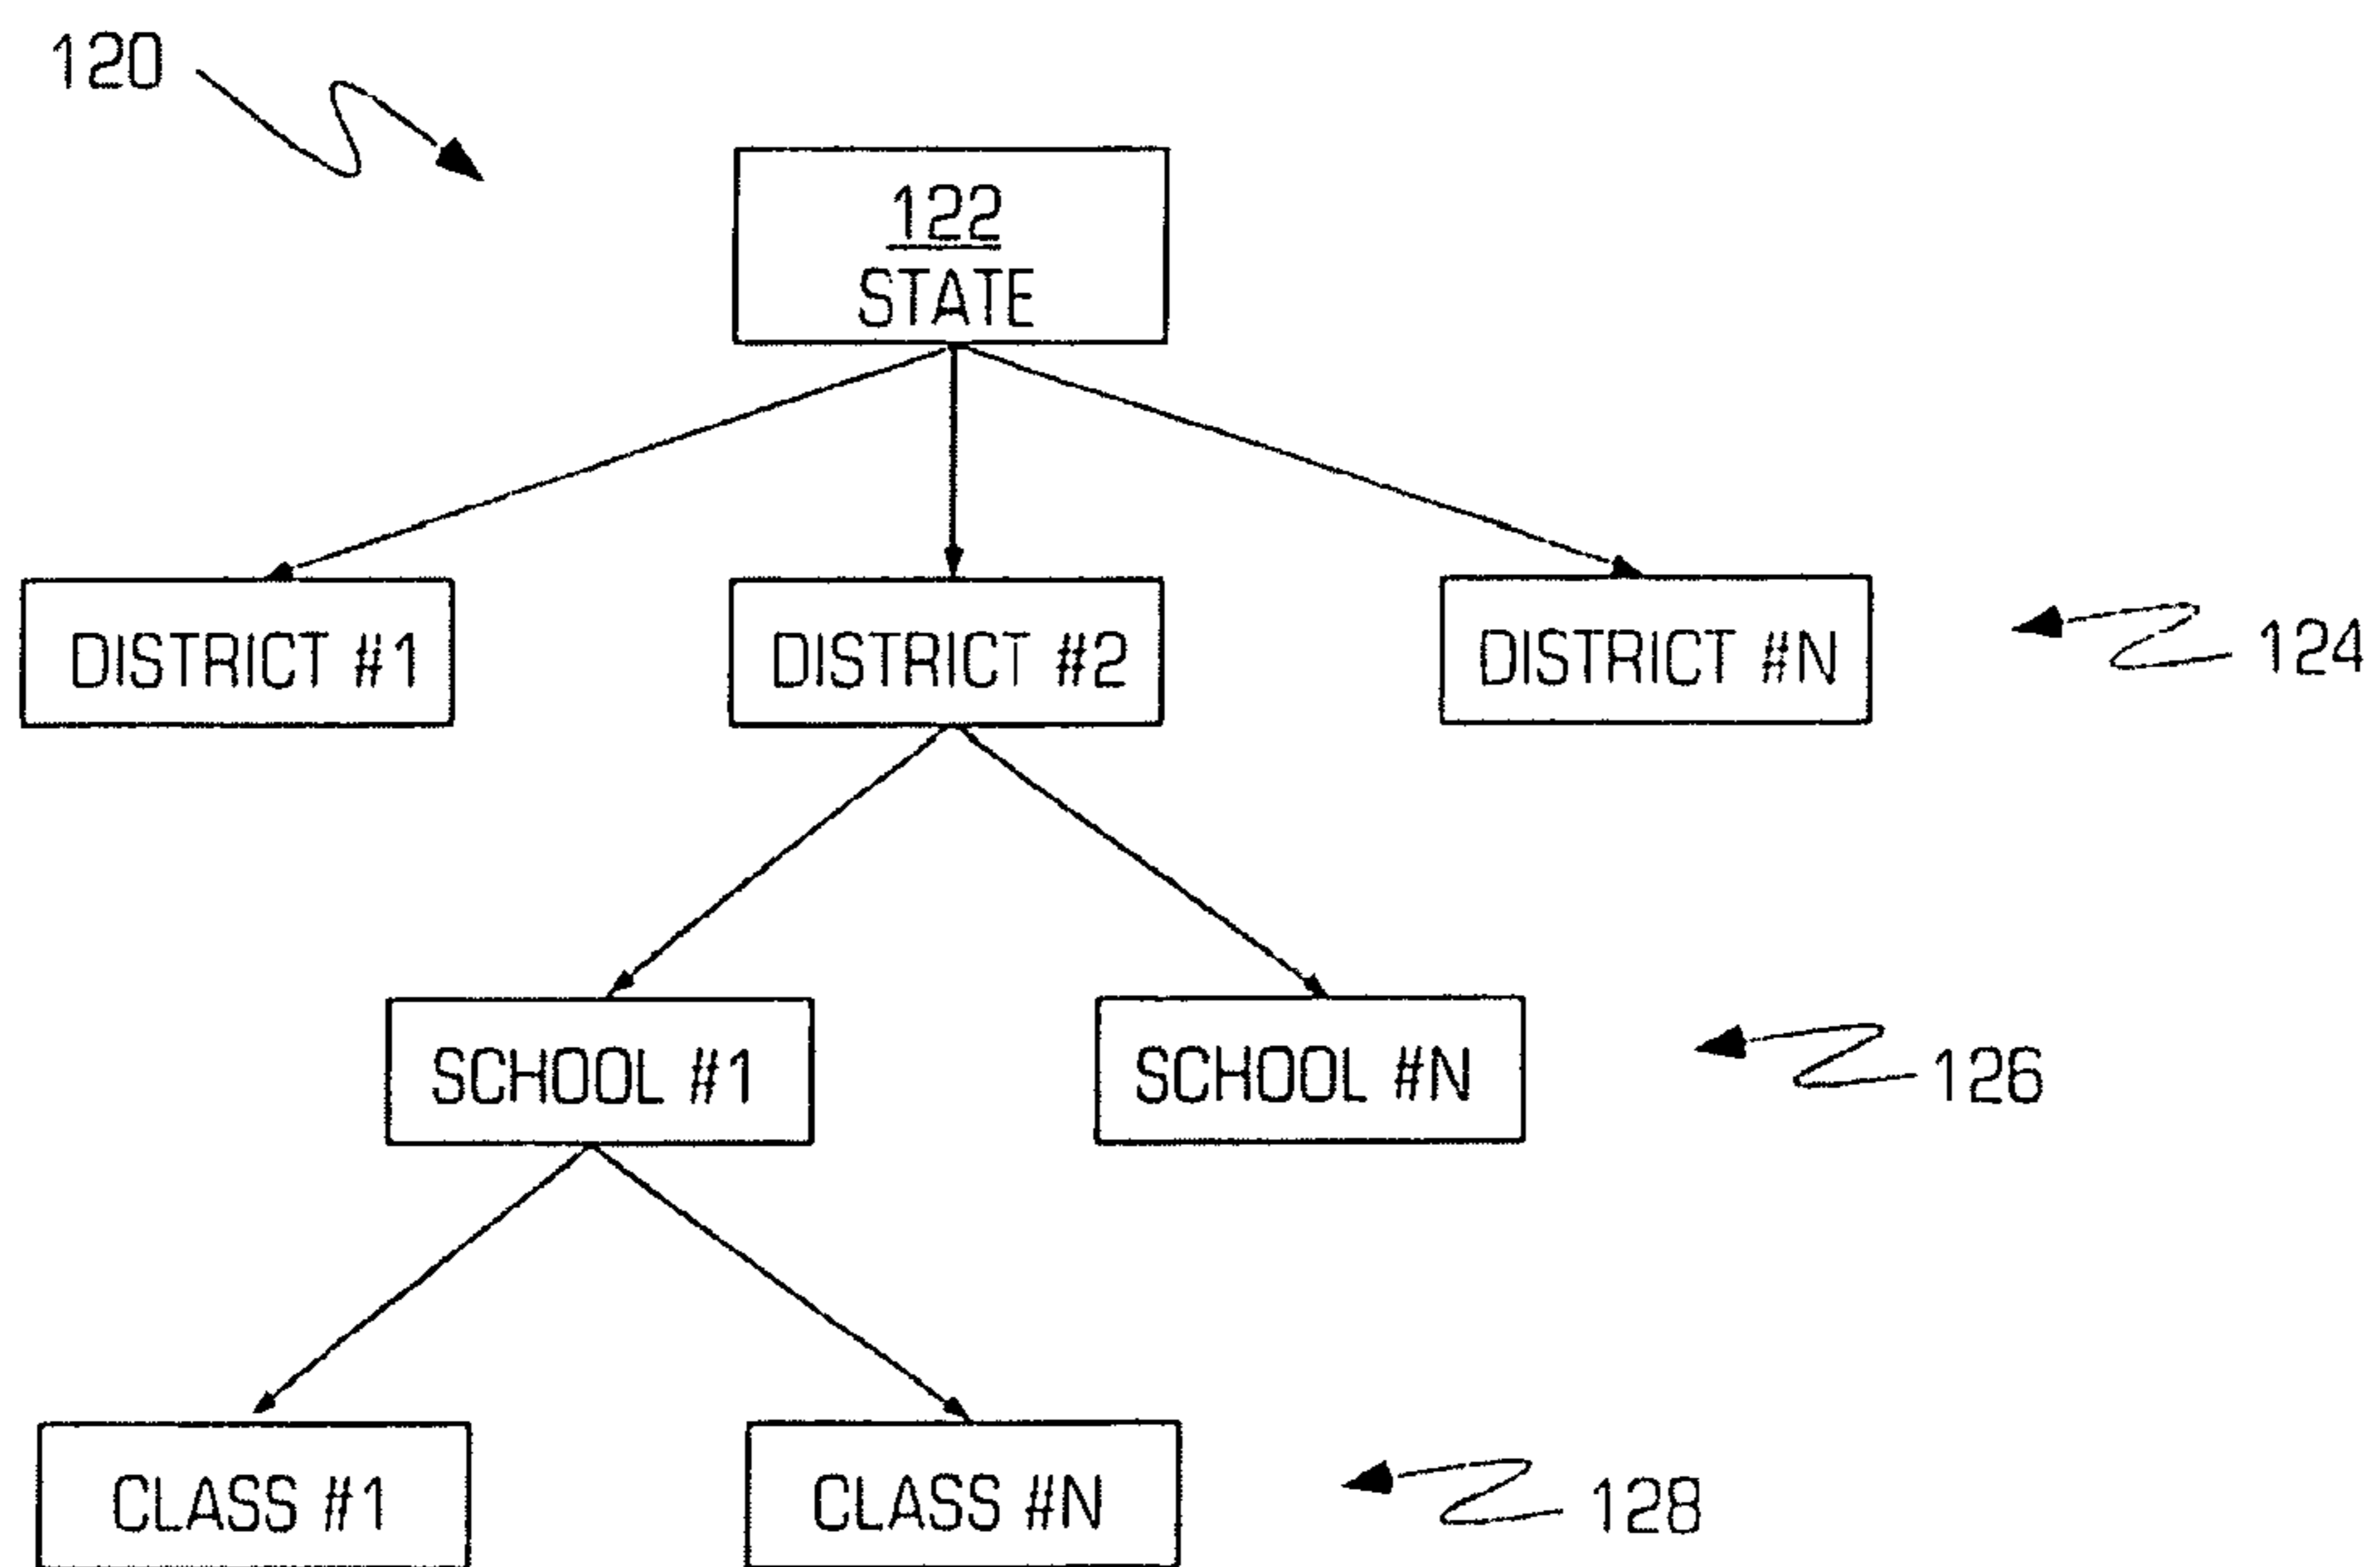 120
122
STATE
DISTRICT #1
DISTRICT #2
DISTRICT #N
124
SCHOOL #1
SCHOOL #N
126
CLASS #1
CLASS #N
128